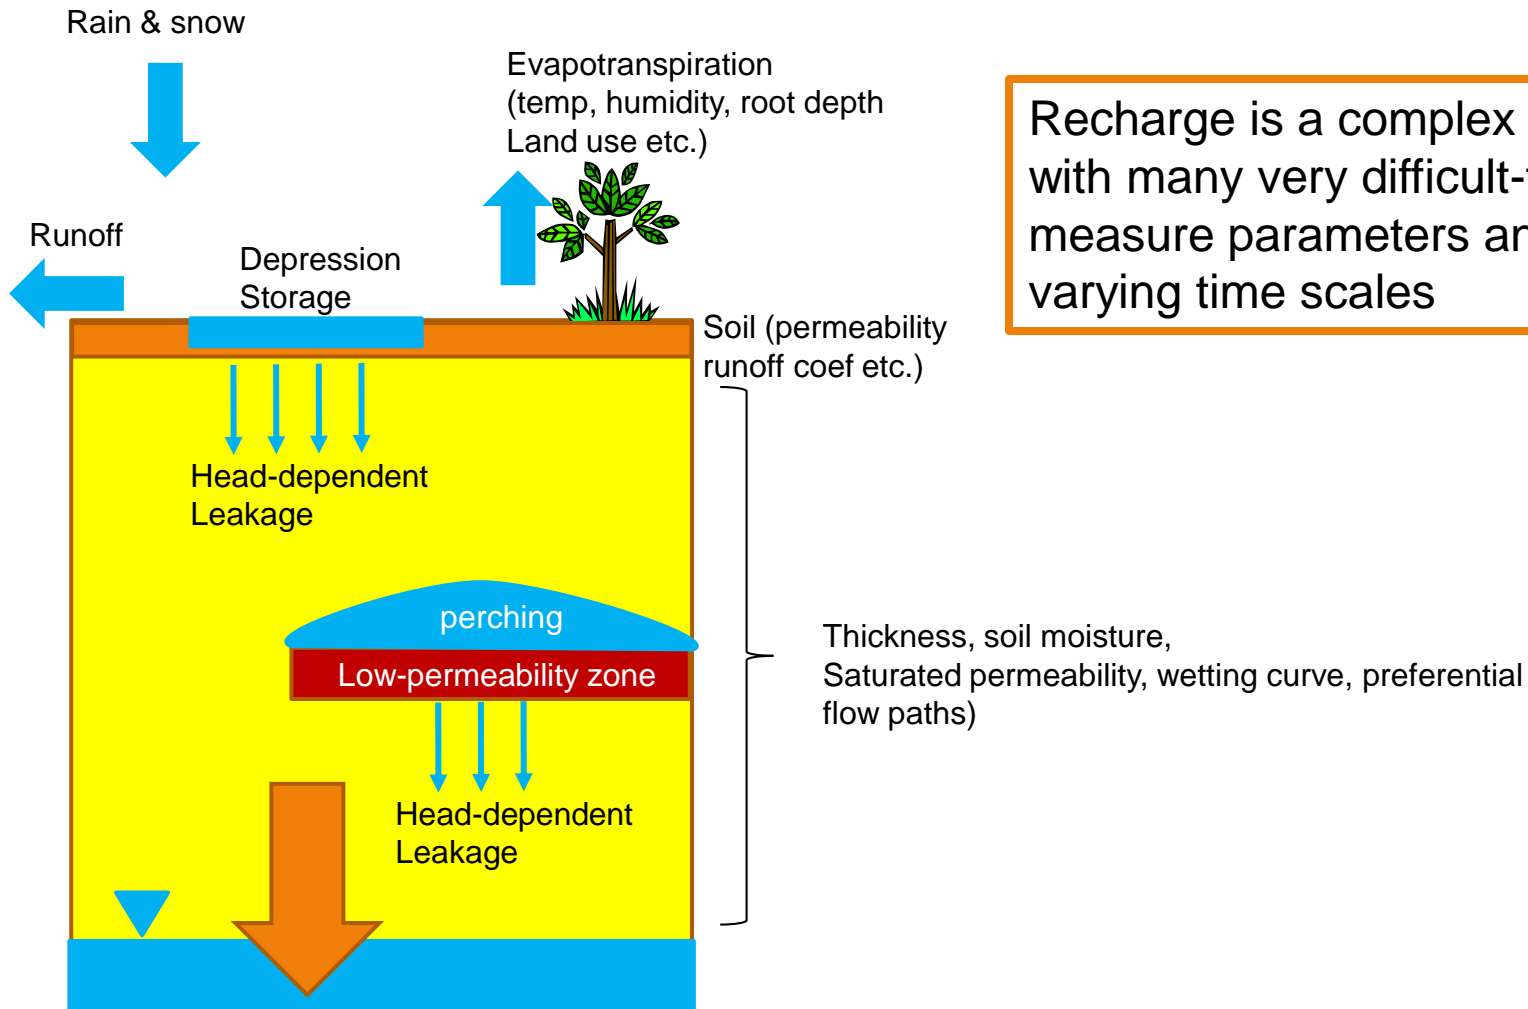 Rain & snow
Evapotranspiration
(temp, humidity, root depth
Land use etc.)
Recharge is a complex
with many very difficult-
measure parameters
varying time scales
Runoff
Depression
Storage
Soil (permeability
runoff coef etc.)
Head-dependent
Leakage
perching
Low-permeability zone
Thickness, soil moisture,
Saturated permeability, wetting curve, preferential
flow paths)
Head-dependent
Leakage